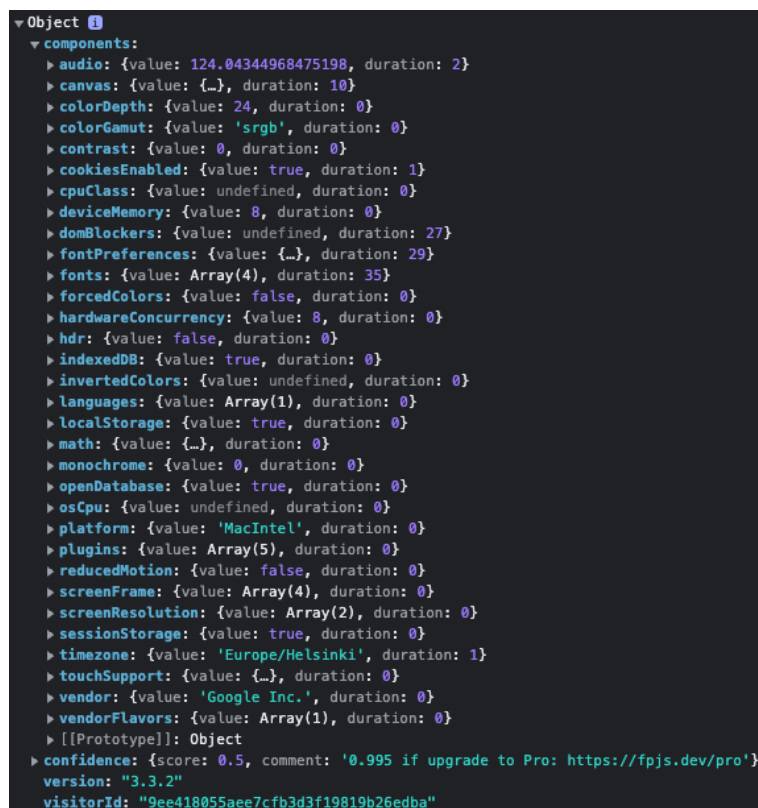 ▼Object i
▼components:
▶audio: {value: 124.04344968475198, duration: 2}
▶canvas: {value: {…}, duration: 10}
▶colorDepth: {value: 24, duration: 0}
▶colorGamut: {value: 'srgb', duration: 0}
▶contrast: {value: 0, duration: 0}
▶cookiesEnabled: {value: true, duration: 1}
▶cpuClass: {value: undefined, duration: 0}
▶deviceMemory: {value: 8, duration: 0}
▶domBlockers: {value: undefined, duration: 27}
▶fontPreferences: {value: {…}, duration: 29}
▶fonts: {value: Array(4), duration: 35}
▶forcedColors: {value: false, duration: 0}
▶hardwareConcurrency: {value: 8, duration: 0}
▶hdr: {value: false, duration: 0}
▶indexedDB: {value: true, duration: 0}
▶invertedColors: {value: undefined, duration: 0}
▶languages: {value: Array(1), duration: 0}
▶localStorage: {value: true, duration: 0}
▶math: {value: {…}, duration: 0}
▶monochrome: {value: 0, duration: 0}
▶openDatabase: {value: true, duration: 0}
▶osCpu: {value: undefined, duration: 0}
▶platform: {value: 'MacIntel', duration: 0}
▶plugins: {value: Array(5), duration: 0}
▶reducedMotion: {value: false, duration: 0}
▶screenFrame: {value: Array(4), duration: 0}
▶screenResolution: {value: Array(2), duration: 0}
▶sessionStorage: {value: true, duration: 0}
▶timezone: {value: 'Europe/Helsinki', duration: 1}
▶touchSupport: {value: {…}, duration: 0}
▶vendor: {value: 'Google Inc.', duration: 0}
▶vendorFlavors: {value: Array(1), duration: 0}
▶[[Prototype]]: Object
▶confidence: {score: 0.5, comment: '0.995 if upgrade to Pro: https://fpjs.dev/pro'}
version: "3.3.2"
visitorId: "9ee418055aee7cfb3d3f19819b26edba"